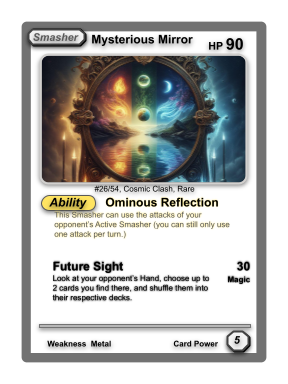 Smasher Mysterious Mirror HP 90
#26/54, Cosmic Clash, Rare
Ability Ominous Reflection
This Smasher can use the attacks of your
opponent's Active Smasher (you can still only use
one attack per turn.)
Future Sight 30
Look at your opponent's Hand, choose up to Magic
2 cards you find there, and shuffle them into
their respective decks.
Weakness Metal Card Power 5